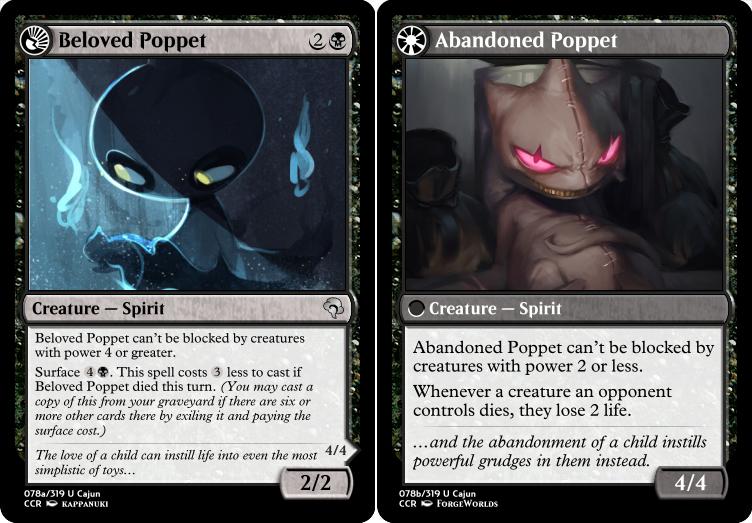 Beloved Poppet 2
Creature — Spirit
Beloved Poppet can't be blocked by creatures
with power 4 or greater.
Surface 4. This spell costs 3 less to cast if
Beloved Poppet died this turn. (You may cast a
copy of this from your graveyard if there are six or
more other cards there by exiling it and paying the
surface cost.)
The love of a child can instill life into even the most
simplistic of toys…
4/4
2/2
078a/319 U Cajun
CCR KAPPANUKI
Abandoned Poppet
Creature — Spirit
Abandoned Poppet can't be blocked by
creatures with power 2 or less.
Whenever a creature an opponent
controls dies, they lose 2 life.
…and the abandonment of a child instills
powerful grudges in them instead.
4/4
078b/319 U Cajun
CCR FORGEWORLDS